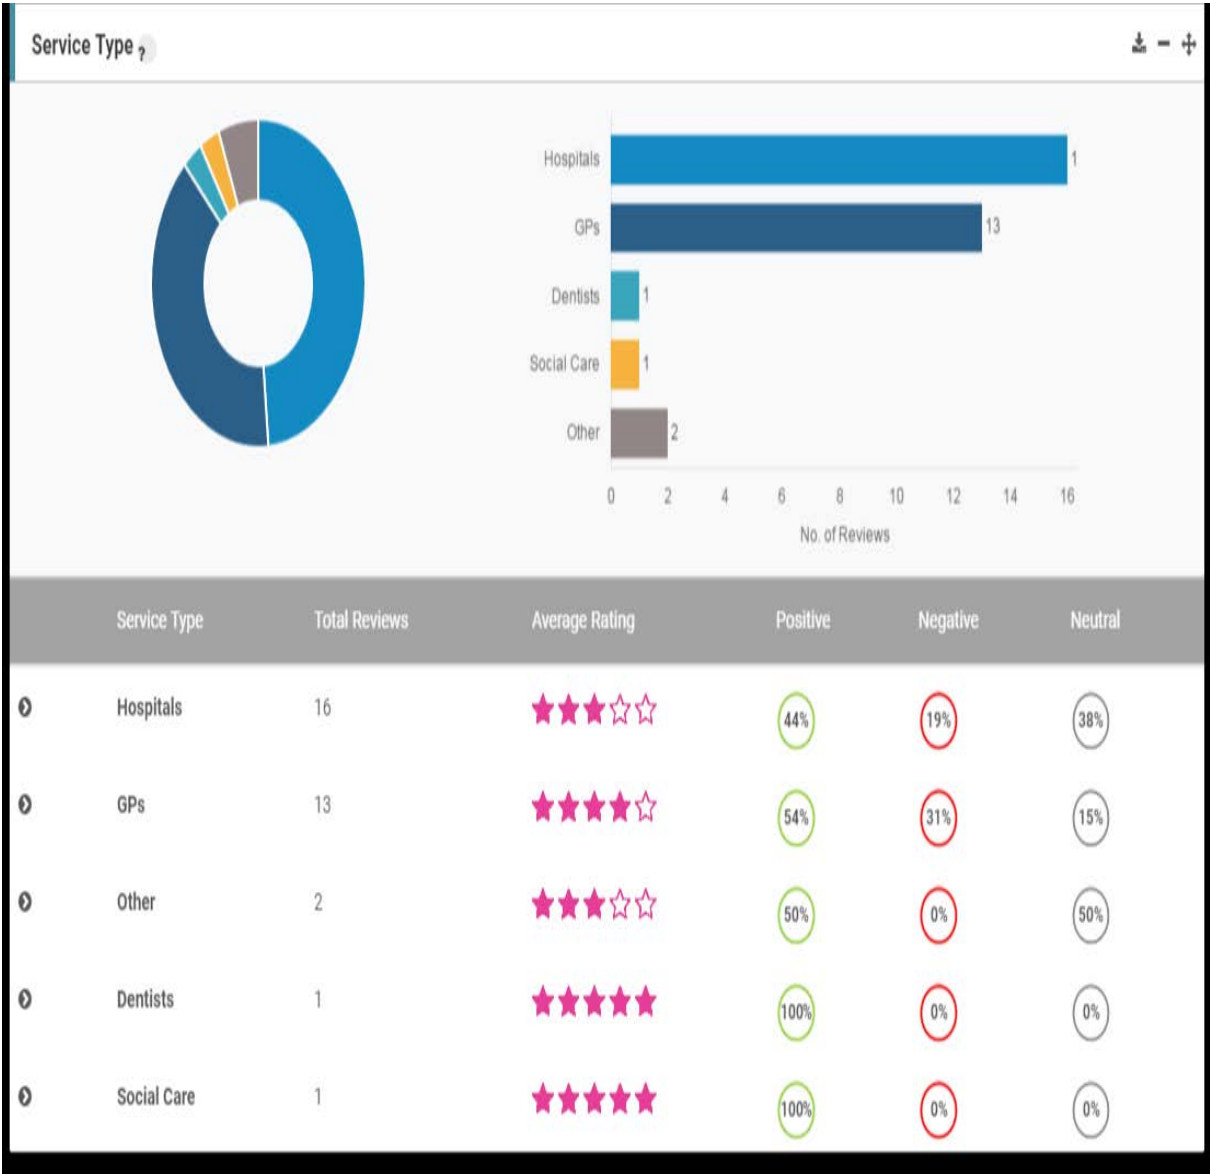 Service Type ?
Hospitals 1
GPs 13
Dentists 1
Social Care 1
Other 2
0 2 4 6 8 10 12 14 16
No. of Reviews
Service Type Total Reviews Average Rating Positive Negative Neutral
Hospitals 16 44% 19% 38%
GPs 13 54% 31% 15%
Other 2 50% 0% 50%
Dentists 1 100% 0% 0%
Social Care 1 100% 0% 0%